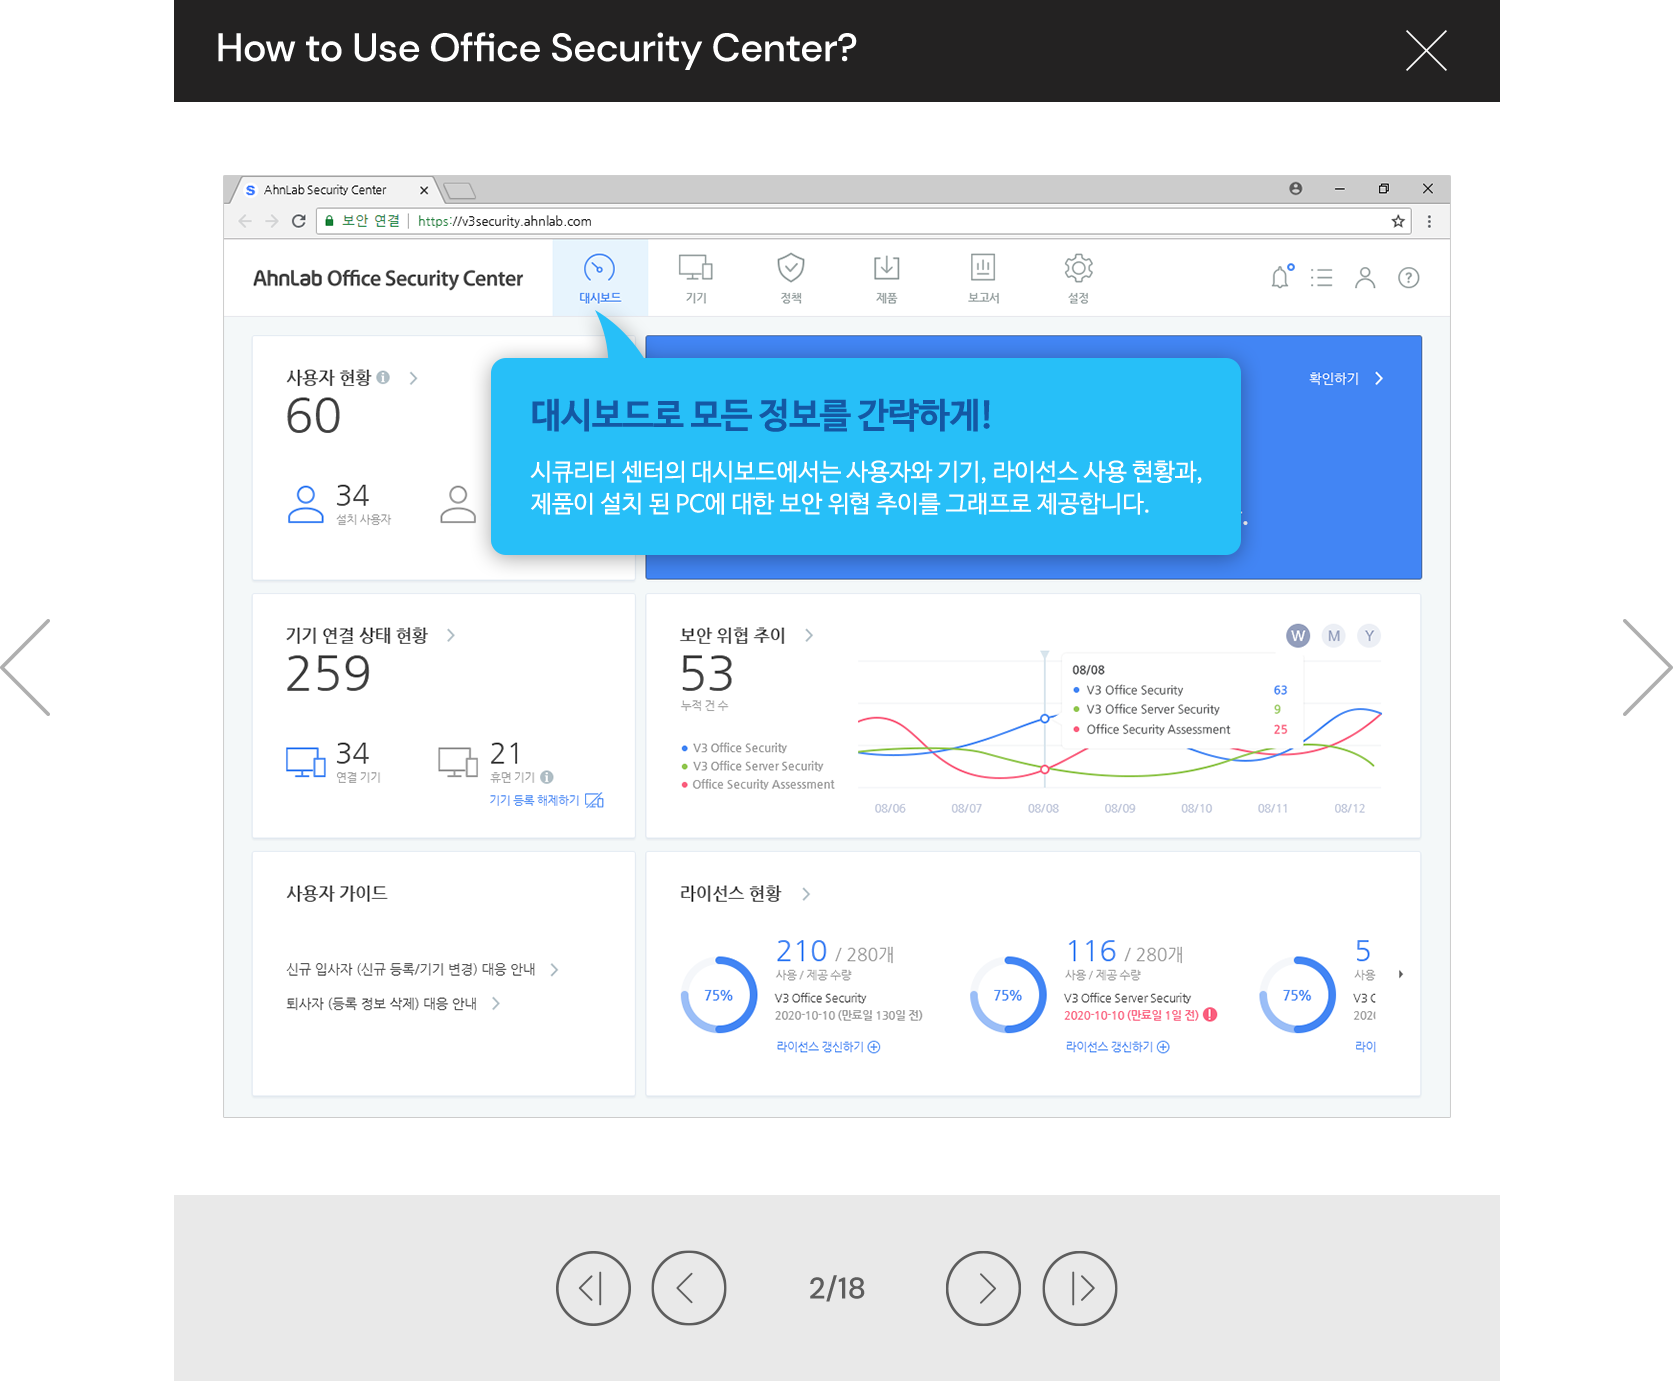 How to Use Office Security Center?
S AhnLab Security Center
보안 연결 https://v3security.ahnlab.com
AhnLab Office Security Center
대시보드
기기
정책
제품
보고서
설정
사용자 현황
60
34
설치 사용자
확인하기
대시보드로 모든 정보를 간략하게!
시큐리티 센터의 대시보드에서는 사용자와 기기, 라이선스 사용 현황과,
제품이 설치 된 PC에 대한 보안 위협 추이를 그래프로 제공합니다.
기기 연결 상태 현황
259
34
연결 기기
21
휴면 기기
기기 등록 해제하기
보안 위협 추이
53
누적 건 수
V3 Office Security
V3 Office Server Security
Office Security Assessment
W M Y
08/08
V3 Office Security 63
V3 Office Server Security 9
Office Security Assessment 25
08/06 08/07 08/08 08/09 08/10 08/11 08/12
사용자 가이드
신규 입사자 (신규 등록/기기 변경) 대응 안내
퇴사자 (등록 정보 삭제) 대응 안내
라이선스 현황
75%
210 / 280개
사용 / 제공 수량
V3 Office Security
2020-10-10 (만료일 130일 전)
라이선스 갱신하기
75%
116 / 280개
사용 / 제공 수량
V3 Office Server Security
2020-10-10 (만료일 1일 전)
라이선스 갱신하기
75%
5
사용
V3
202
라이
2/18